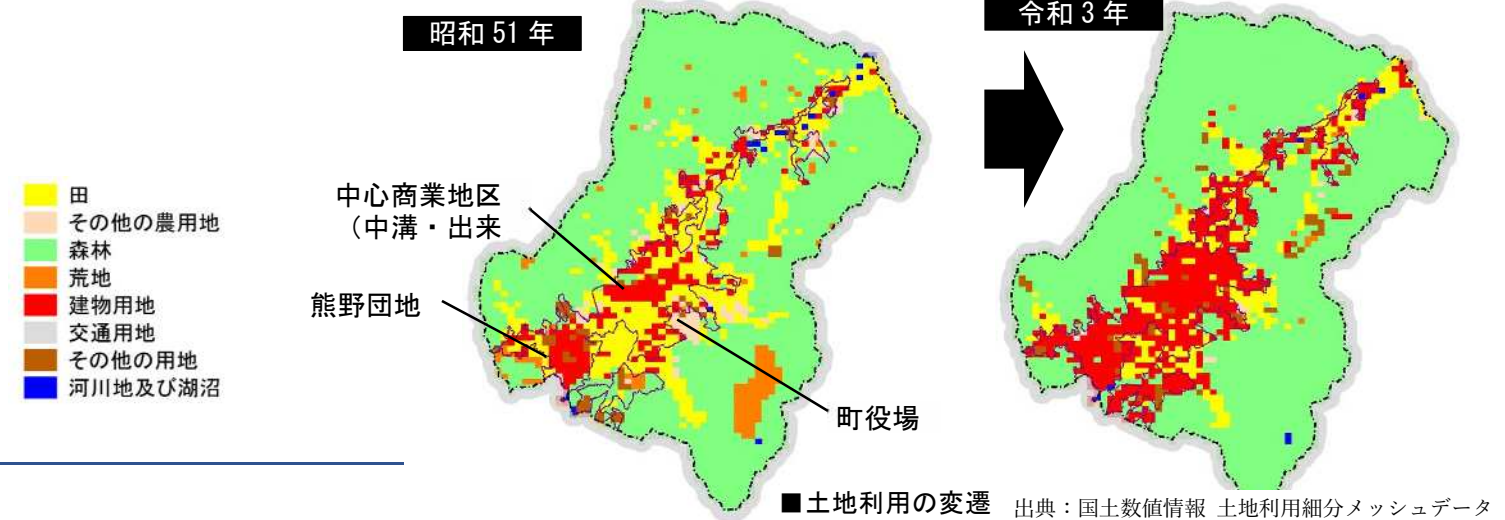 昭和 51 年
令和 3 年
田
その他の農用地
森林
荒地
建物用地
交通用地
その他の用地
河川地及び湖沼
中心商業地区
（中溝・出来
熊野団地
町役場
■土地利用の変遷
出典：国土数値情報 土地利用細分メッシュデータ